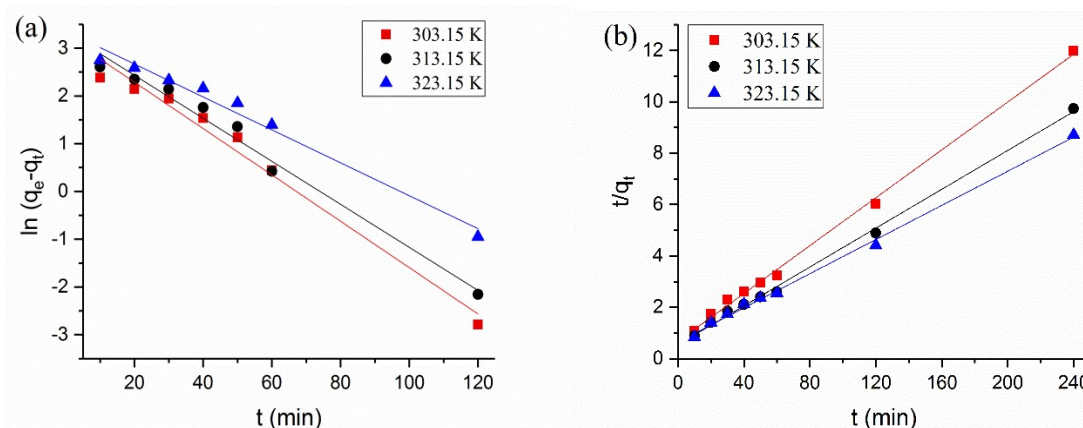 (a)
303.15 K
313.15 K
323.15 K
ln (qe-qt)
3
2
1
0
-1
-2
-3
20 40 60 80 100 120
t (min)
(b)
303.15 K
313.15 K
323.15 K
t/qt
12
10
8
6
4
2
0
0 40 80 120 160 200 240
t (min)